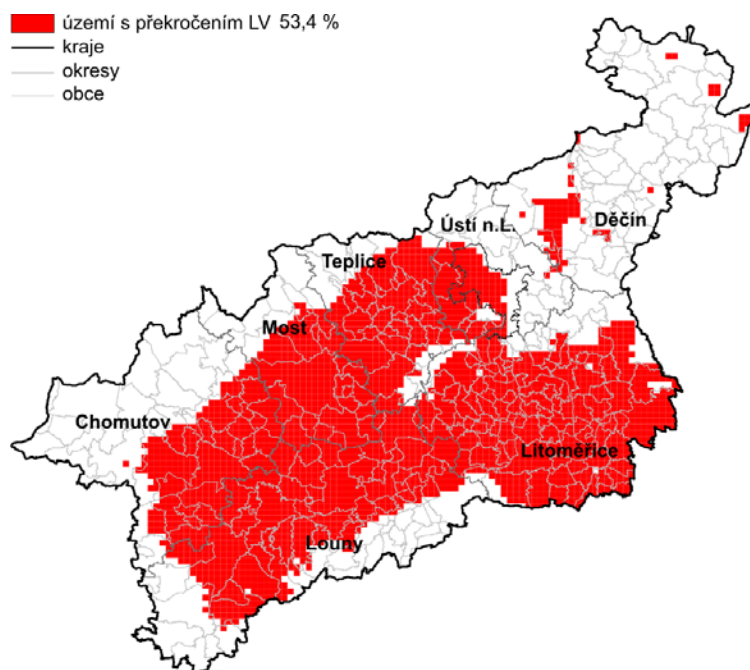 území s překročením LV 53,4 %
kraje
okresy
obce
Ústí n.L.
Děčín
Teplice
Most
Chomutov
Litoměřice
Louny